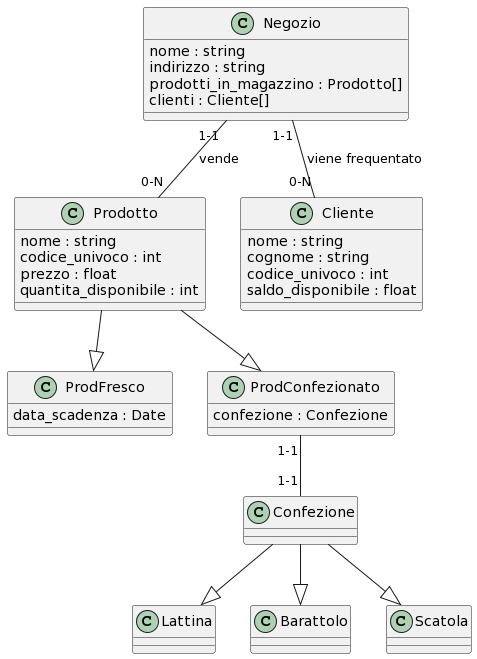 C Negozio
nome : string
indirizzo : string
prodotti_in_magazzino : Prodotto[]
clienti : Cliente[]
1-1
1-1
vende
viene frequentato
0-N
0-N
C Prodotto
nome : string
codice_univoco : int
prezzo : float
quantita_disponibile : int
C Cliente
nome : string
cognome : string
codice_univoco : int
saldo_disponibile : float
C ProdFresco
data_scadenza : Date
C ProdConfezionato
confezione : Confezione
1-1
1-1
C Confezione
C Lattina
C Barattolo
C Scatola